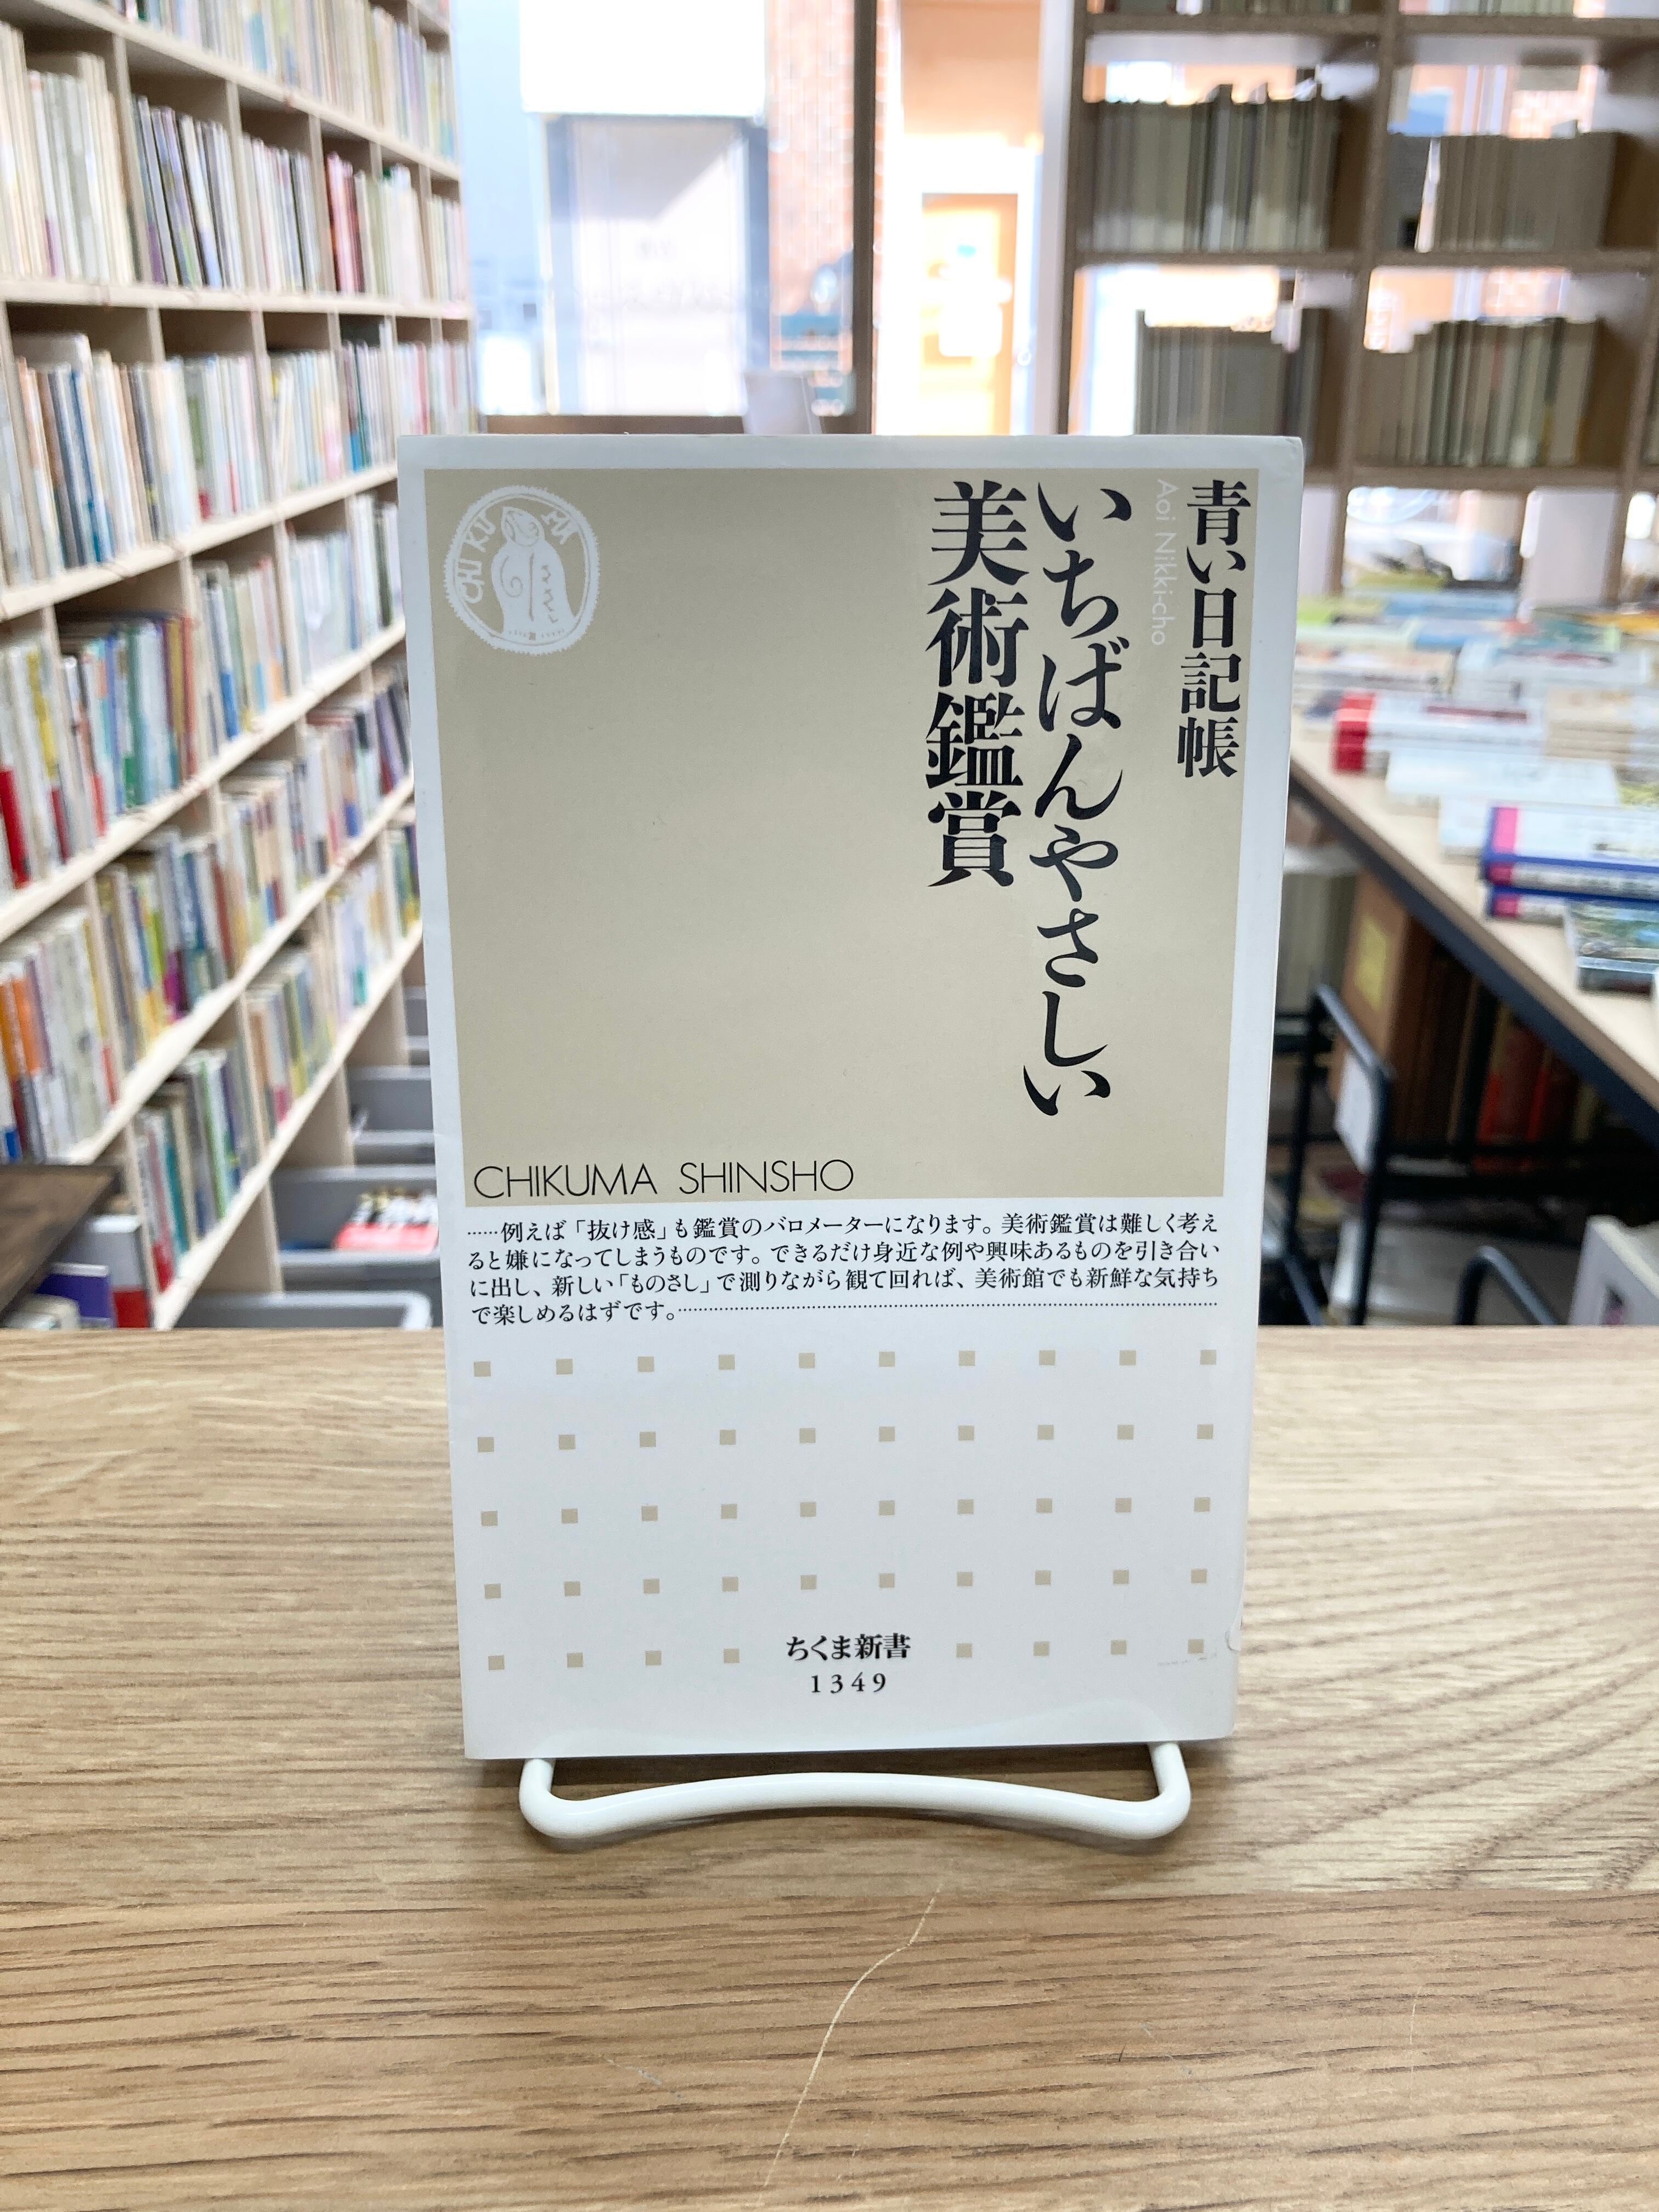 青い日記帳
Aoi Nikki-cho
いちばんやさしい
美術鑑賞
CHIKUMA
CHIKUMA SHINSHO
……例えば「抜け感」も鑑賞のバロメーターになります。美術鑑賞は難しく考え
ると嫌になってしまうものです。できるだけ身近な例や興味あるものを引き合い
に出し、新しい「ものさし」で測りながら観て回れば、美術館でも新鮮な気持ち
で楽しめるはずです。
ちくま新書
1349